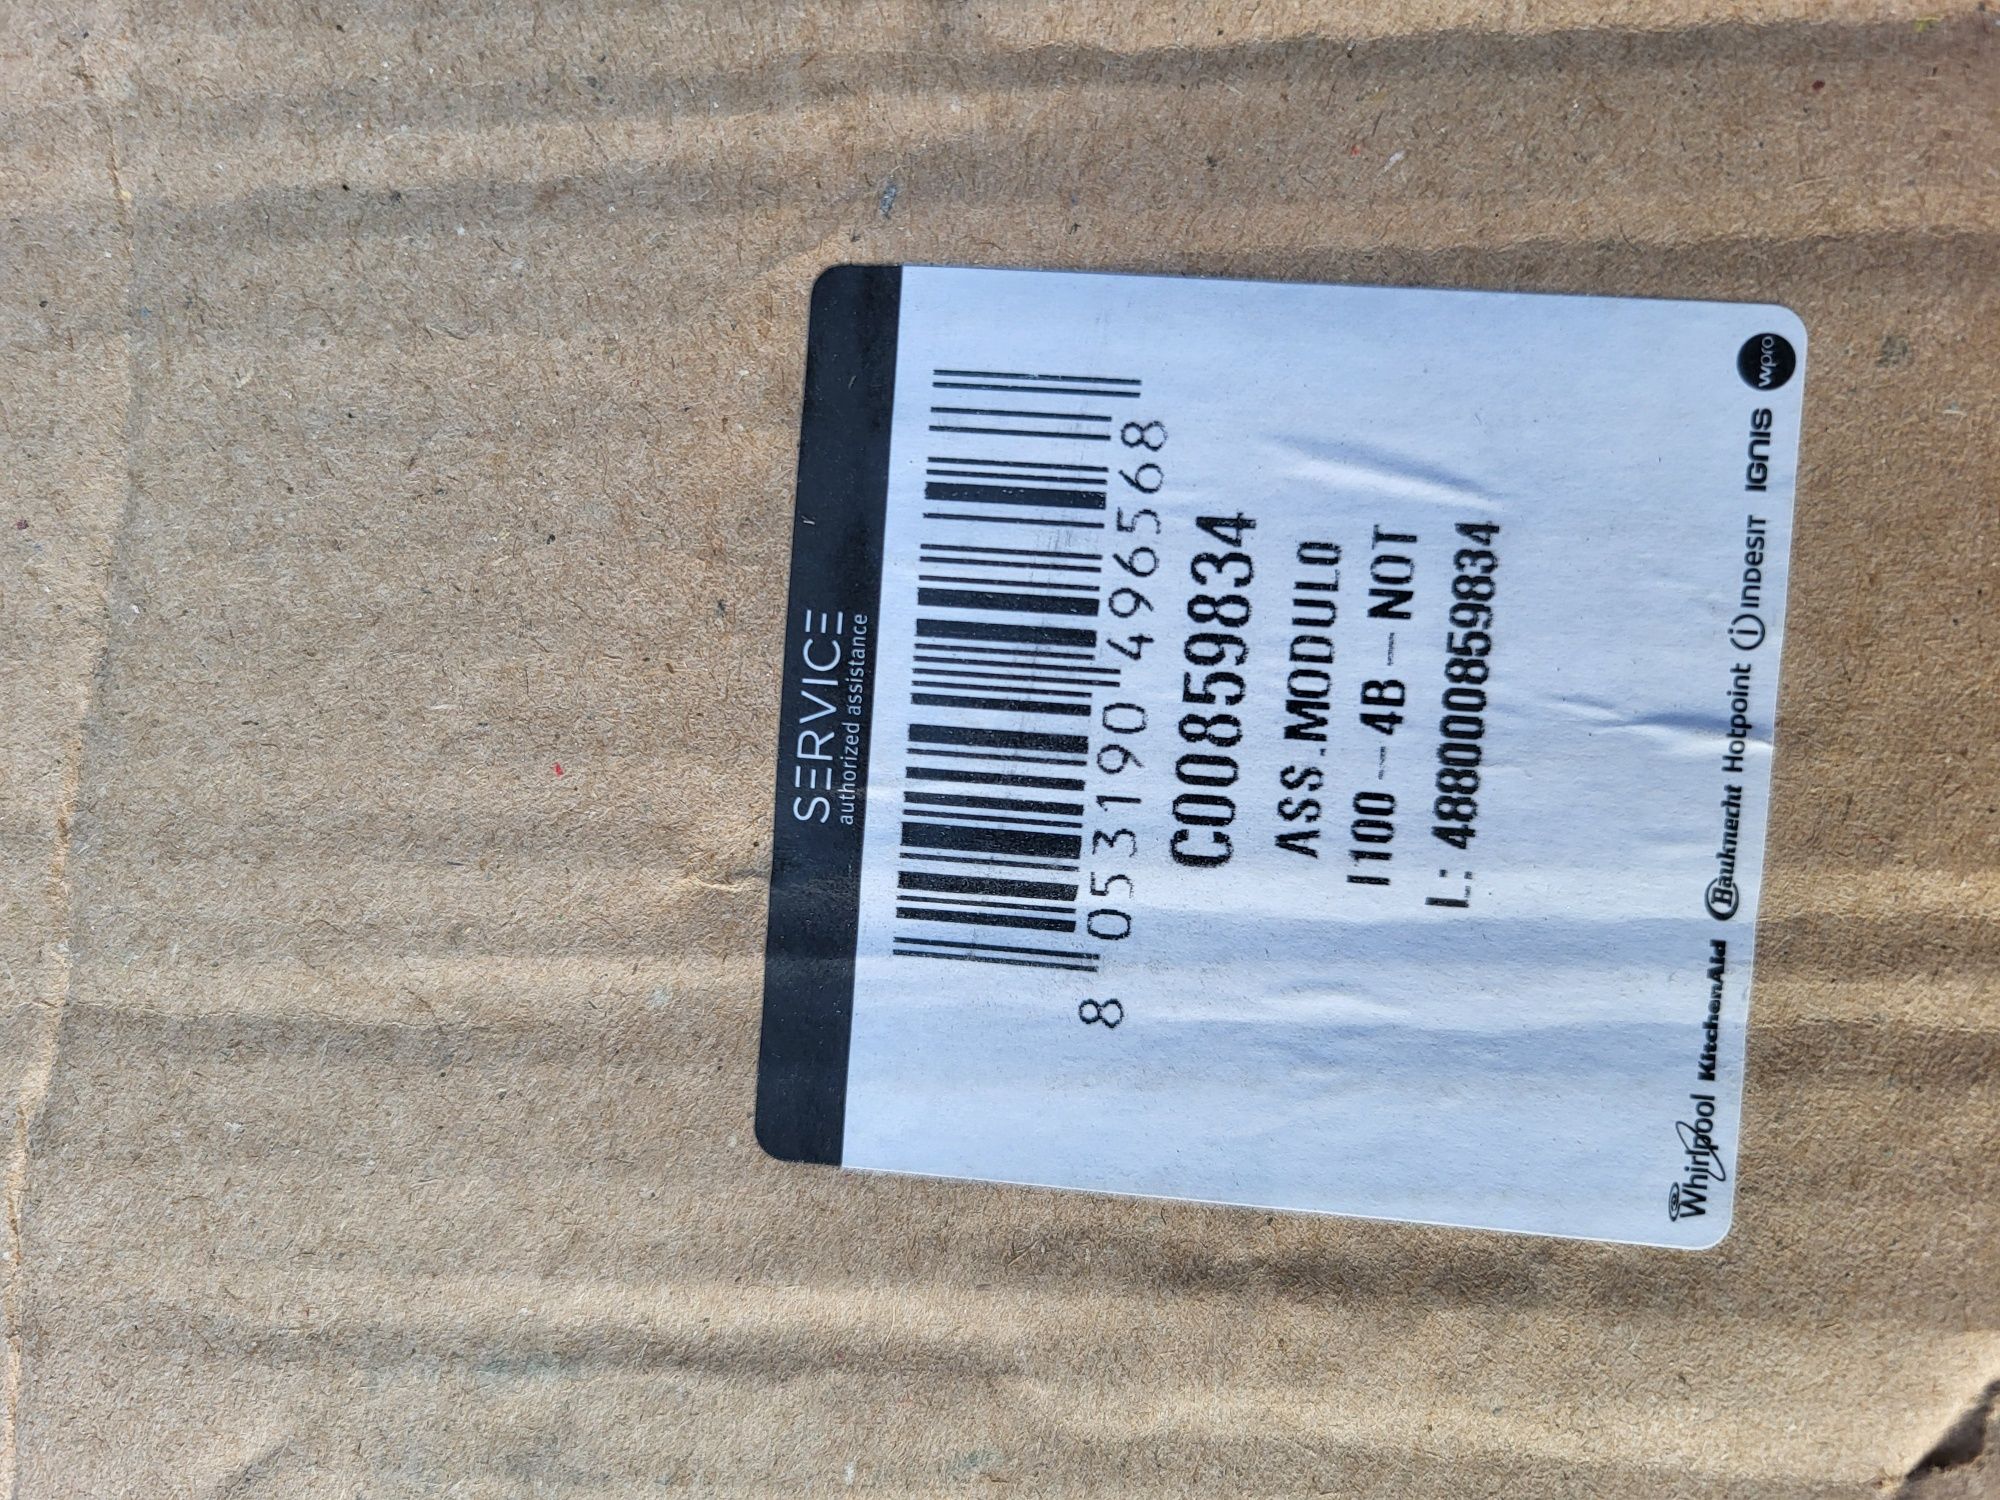 SERVICE
authorized assistance
8 053190 496568
C00859834
ASS.MODULO
I100-4B-NOT
L: 488000859834
Whirlpool KitchenAid Bauknecht Hotpoint i INDESIT IGNIS wpro